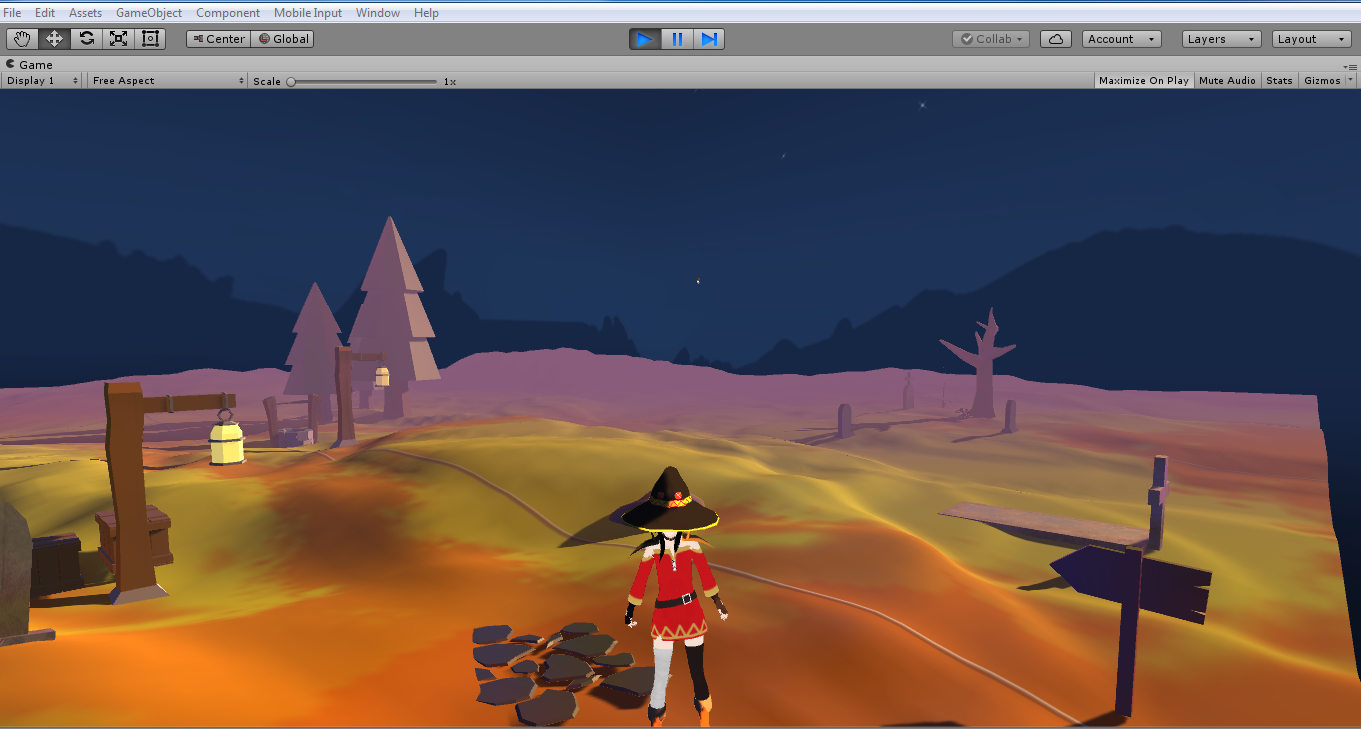 File Edit Assets GameObject Component Mobile Input Window Help
Center Global Collab Account Layers Layout
Game
Display 1 Free Aspect Scale 1x Maximize On Play Mute Audio Stats Gizmos